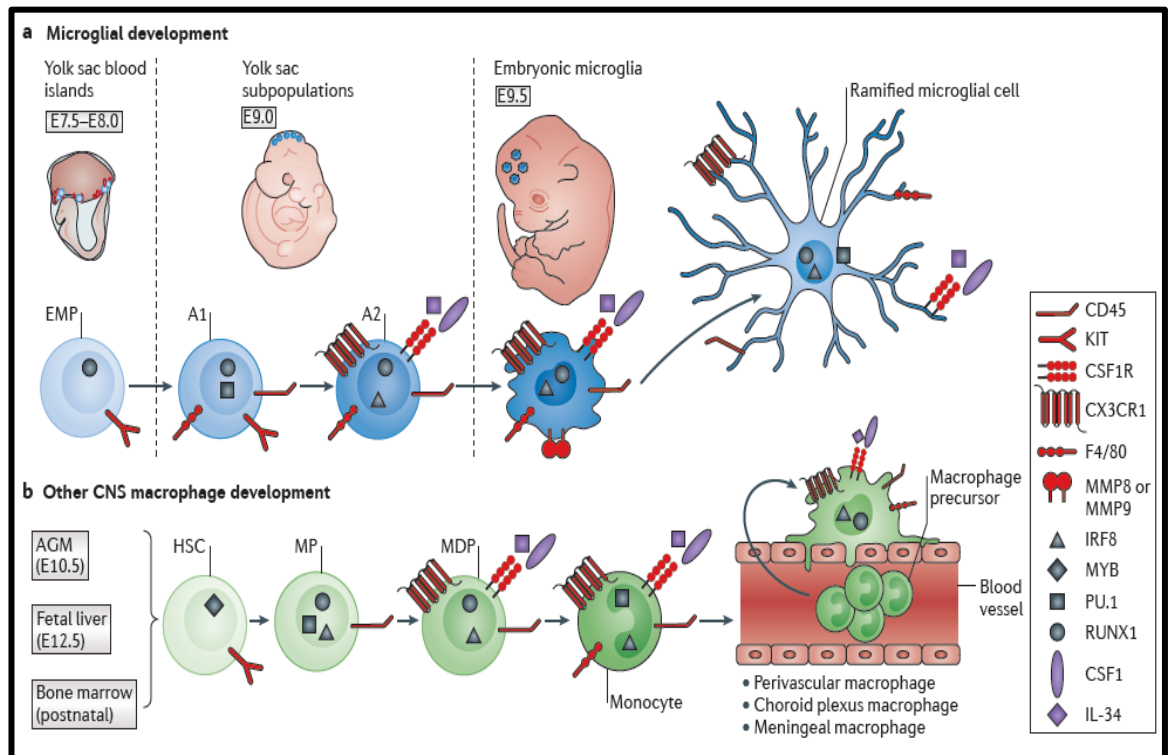 a Microglial development
Yolk sac blood
islands
E7.5–E8.0
Yolk sac
subpopulations
E9.0
Embryonic microglia
E9.5
Ramified microglial cell
EMP
A1
A2
b Other CNS macrophage development
AGM
(E10.5)
Fetal liver
(E12.5)
Bone marrow
(postnatal)
HSC
MP
MDP
Monocyte
Macrophage
precursor
Blood
vessel
• Perivascular macrophage
• Choroid plexus macrophage
• Meningeal macrophage
CD45
KIT
CSF1R
CX3CR1
F4/80
MMP8 or
MMP9
IRF8
MYB
PU.1
RUNX1
CSF1
IL-34